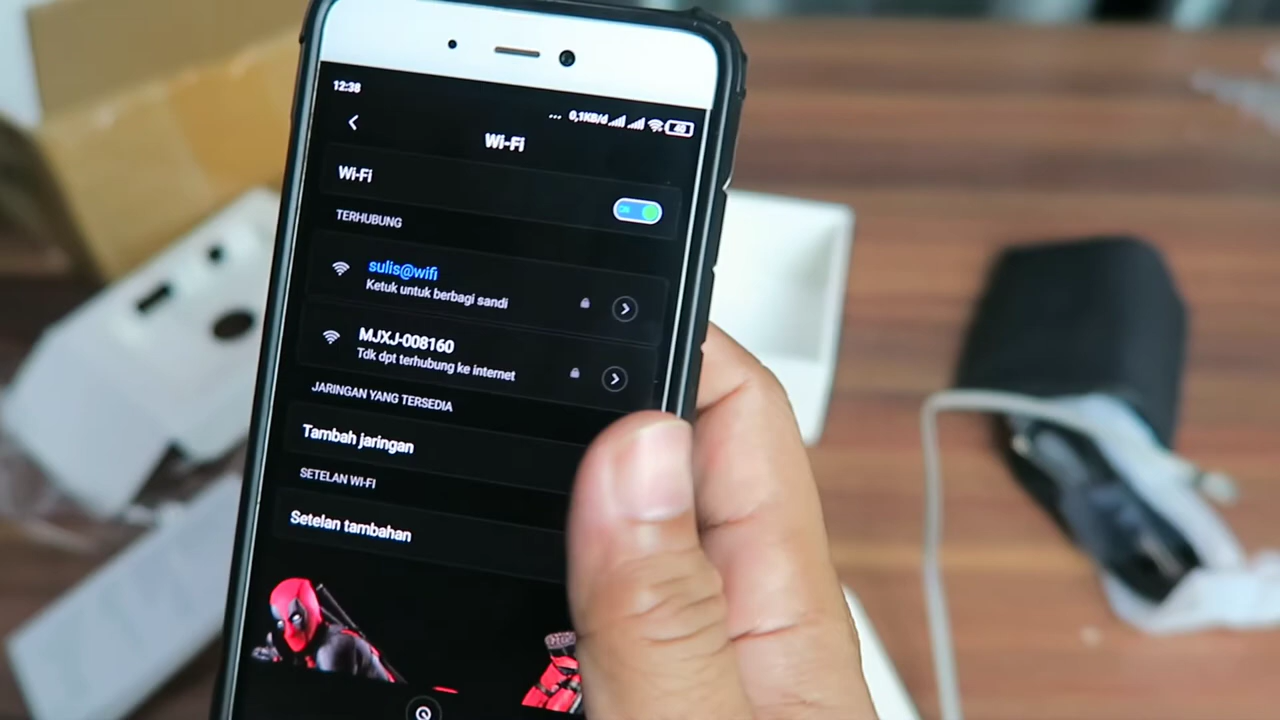 12:38
... 0,1KB/d 40
Wi-Fi
Wi-Fi
ON
TERHUBUNG
sulis@wifi
Ketuk untuk berbagi sandi
MJXJ-008160
Tdk dpt terhubung ke internet
JARINGAN YANG TERSEDIA
Tambah jaringan
SETELAN WI-FI
Setelan tambahan